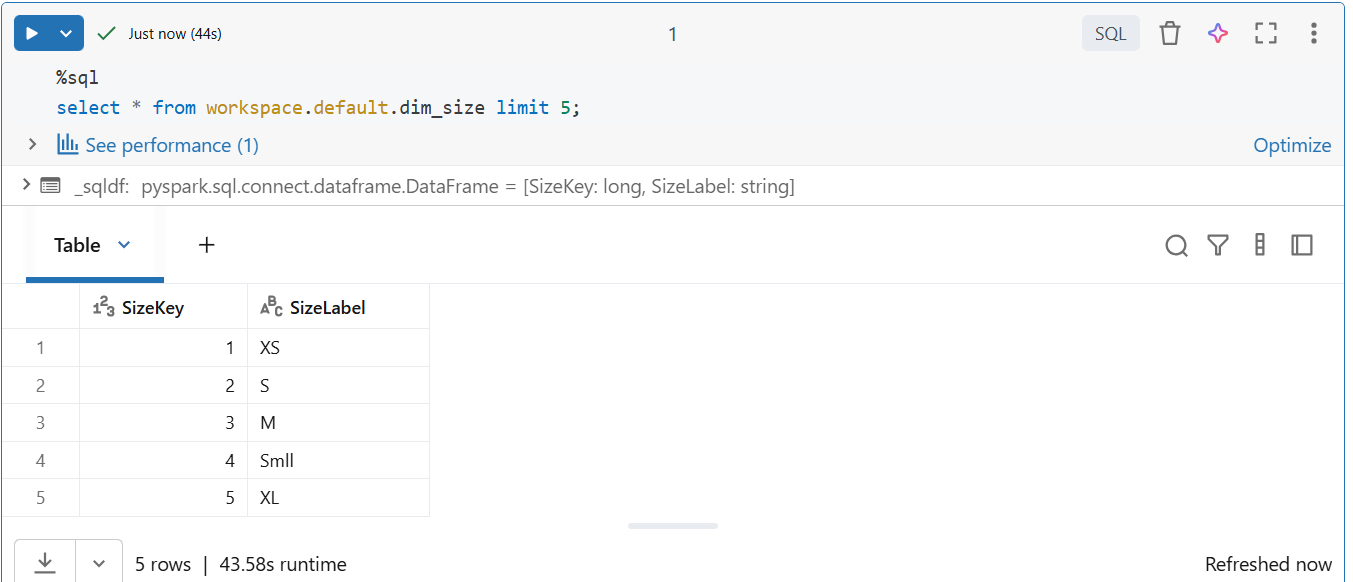 Just now (44s) 1 SQL
%sql
select * from workspace.default.dim_size limit 5;
See performance (1) Optimize
_sqldf: pyspark.sql.connect.dataframe.DataFrame = [SizeKey: long, SizeLabel: string]
Table +
123 SizeKey ABC SizeLabel
1 1 XS
2 2 S
3 3 M
4 4 Smll
5 5 XL
5 rows | 43.58s runtime Refreshed now